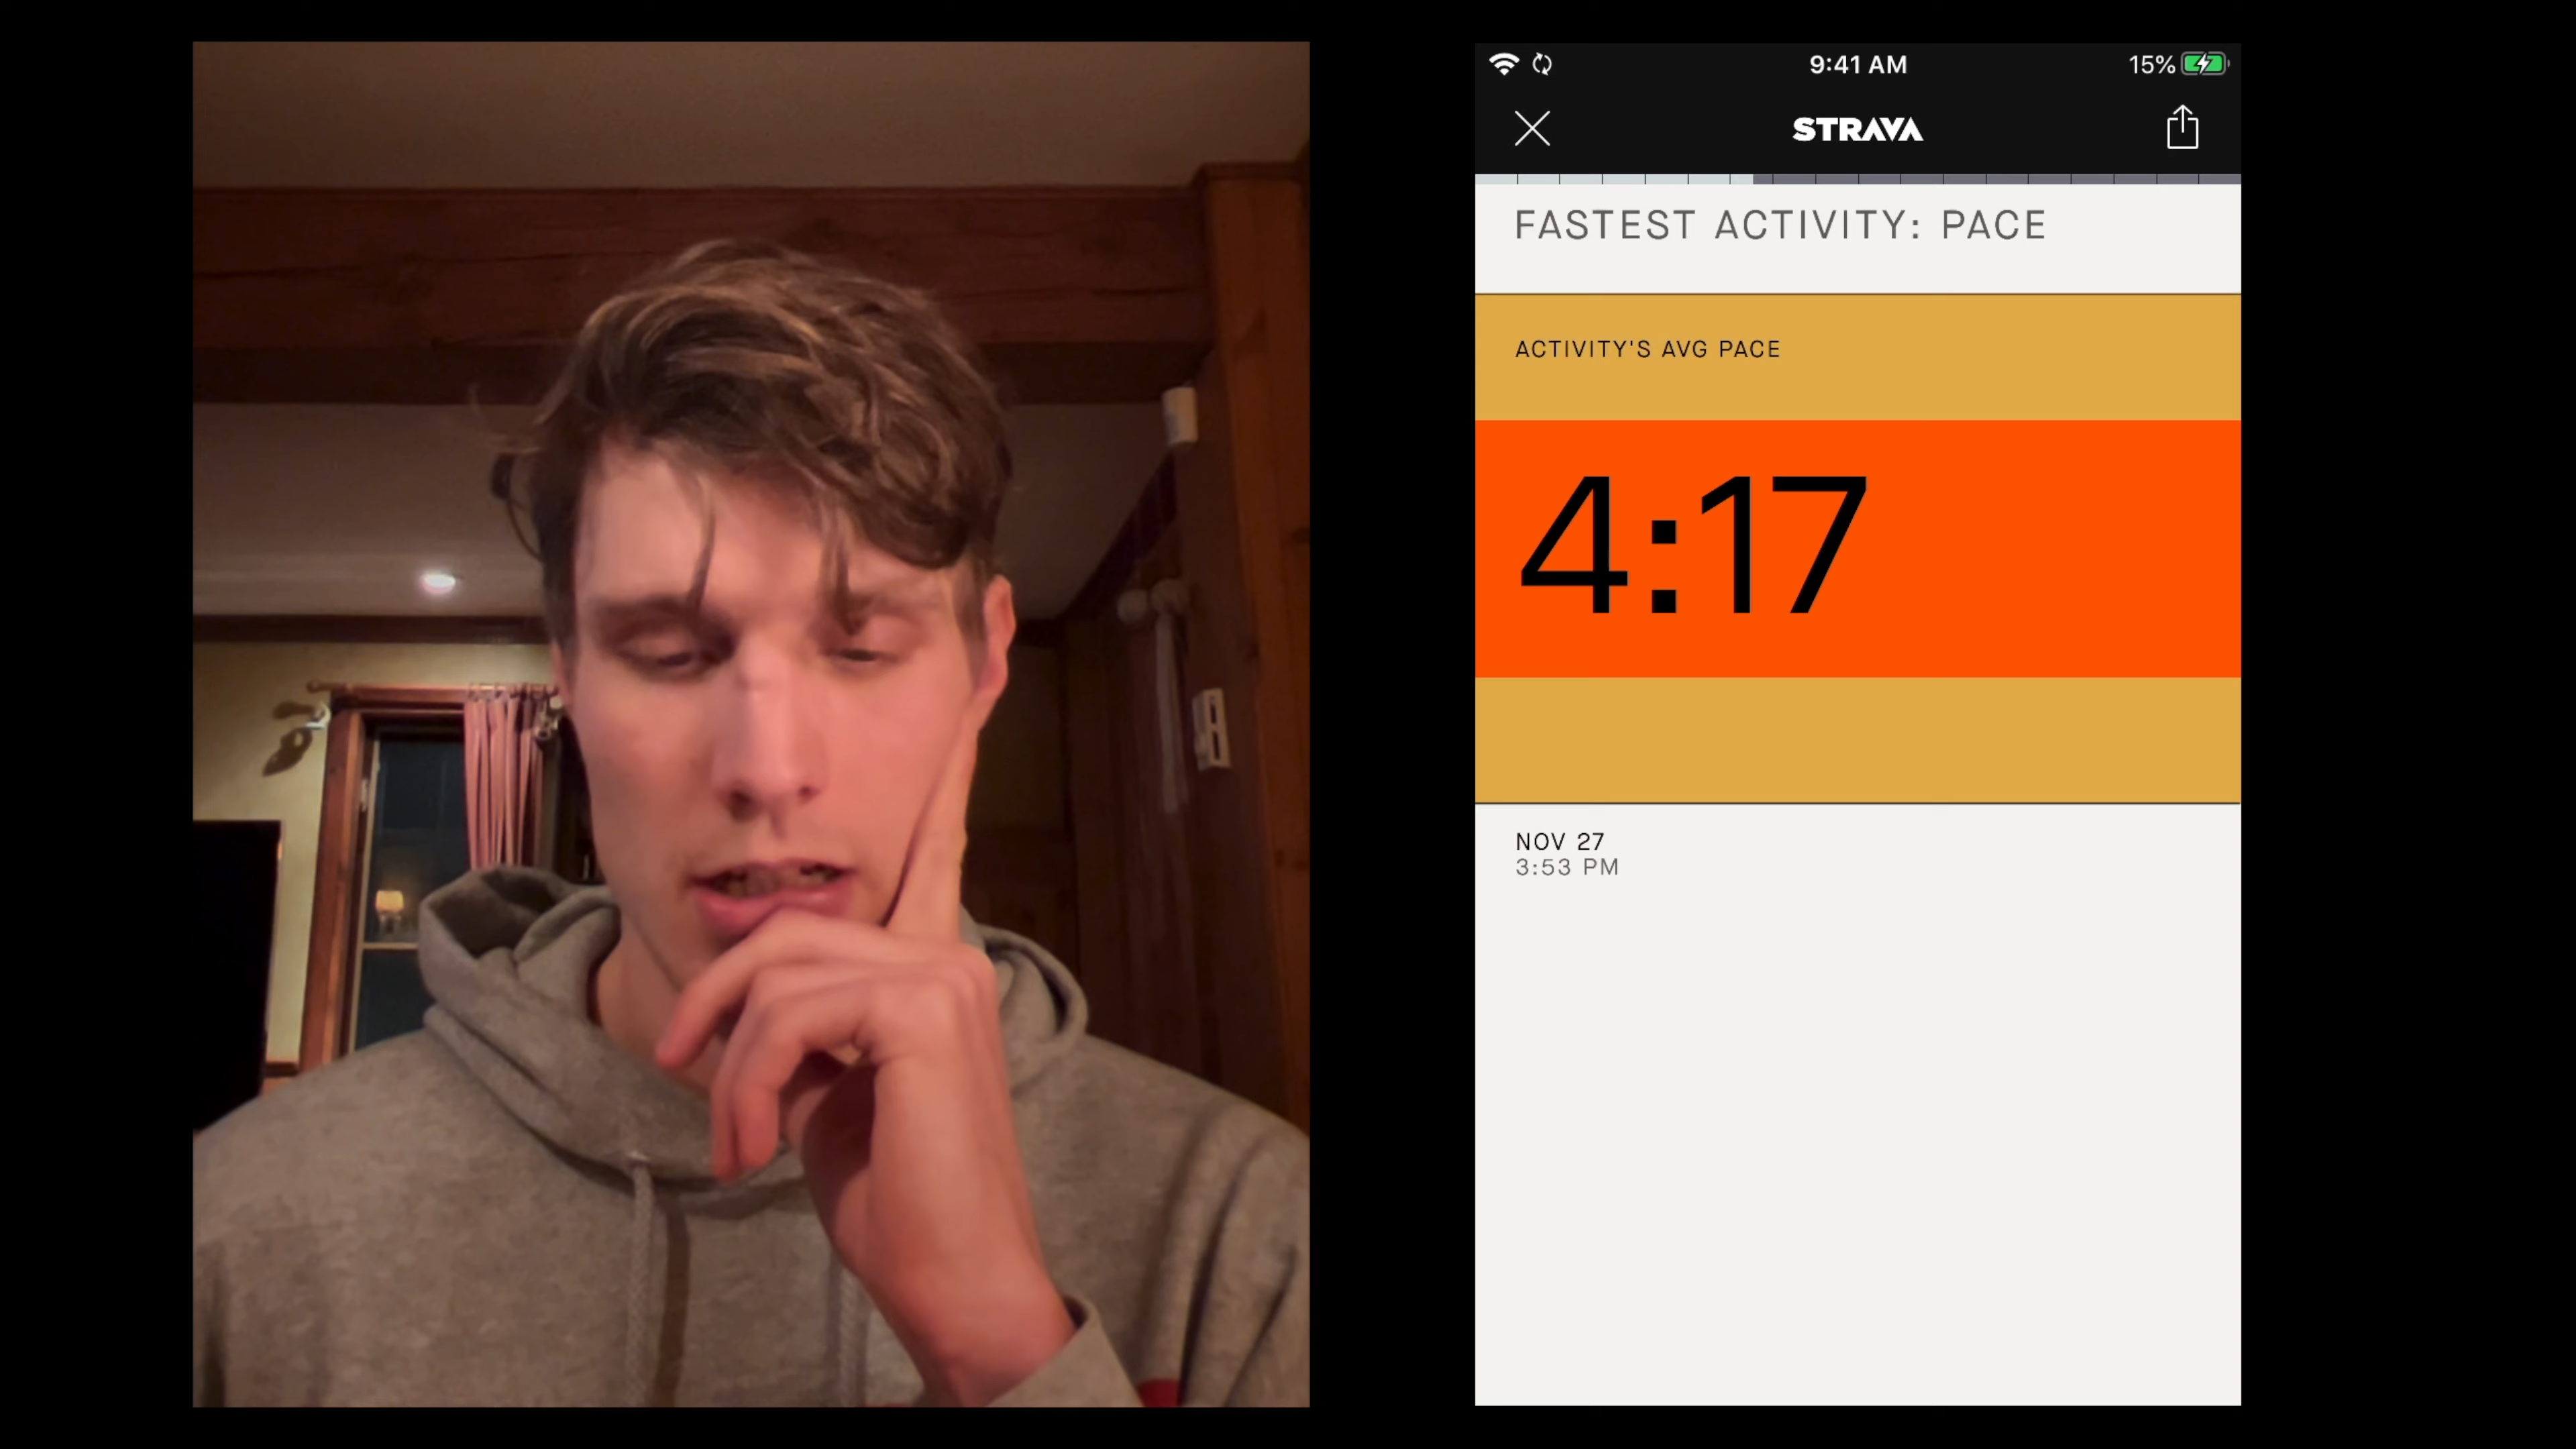 9:41 AM
15%
STRAVA
FASTEST ACTIVITY: PACE
ACTIVITY'S AVG PACE
4:17
NOV 27
3:53 PM